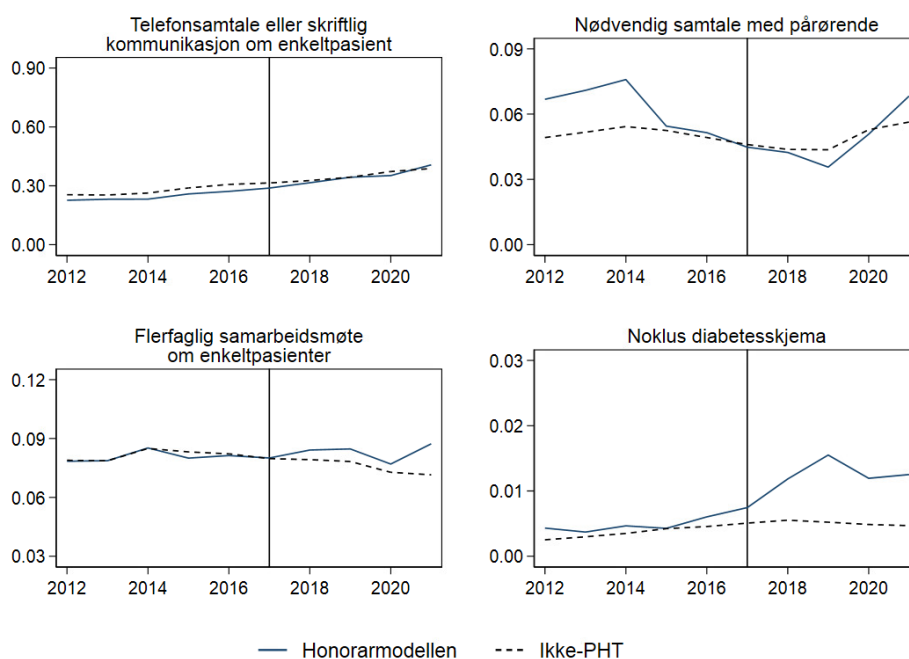 Telefonsamtale eller skriftlig
kommunikasjon om enkeltpasient
0.90
0.60
0.30
0.00
2012 2014 2016 2018 2020
Nødvendig samtale med pårørende
0.09
0.06
0.03
0.00
2012 2014 2016 2018 2020
Flerfaglig samarbeidsmøte
om enkeltpasienter
0.12
0.09
0.06
0.03
2012 2014 2016 2018 2020
Noklus diabetesskjema
0.03
0.02
0.01
0.00
2012 2014 2016 2018 2020
Honorarmodellen Ikke-PHT